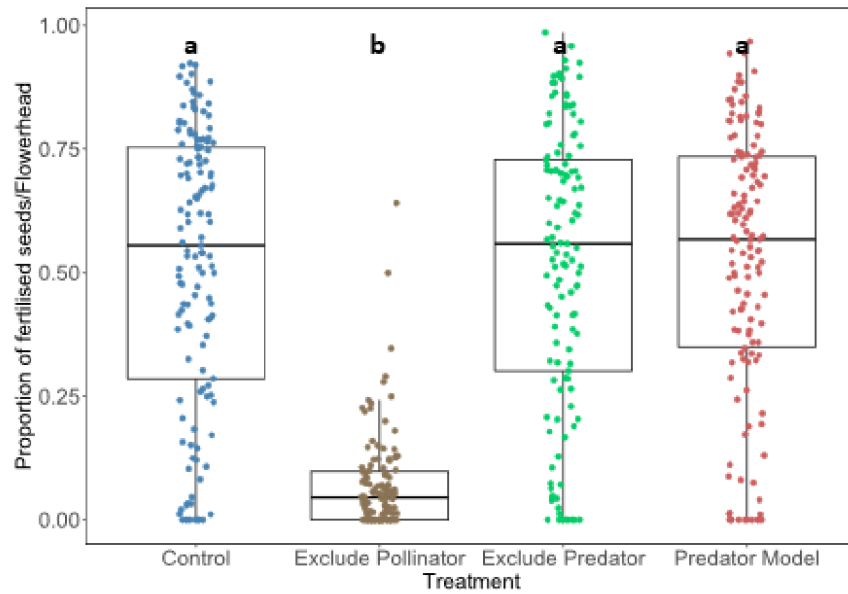 1.00
a
b
a
a
0.75
0.50
0.25
0.00
Proportion of fertilised seeds/Flowerhead
Control
Exclude Pollinator
Exclude Predator
Predator Model
Treatment